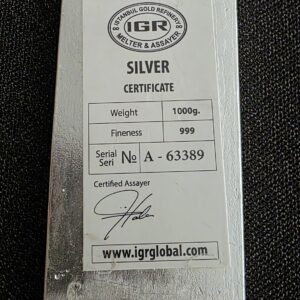 ISTANBUL GOLD REFINERY
IGR
MELTER & ASSAYER
SILVER
CERTIFICATE
Weight 1000g.
Fineness 999
Serial № A - 63389
Seri
Certified Assayer
www.igrglobal.com